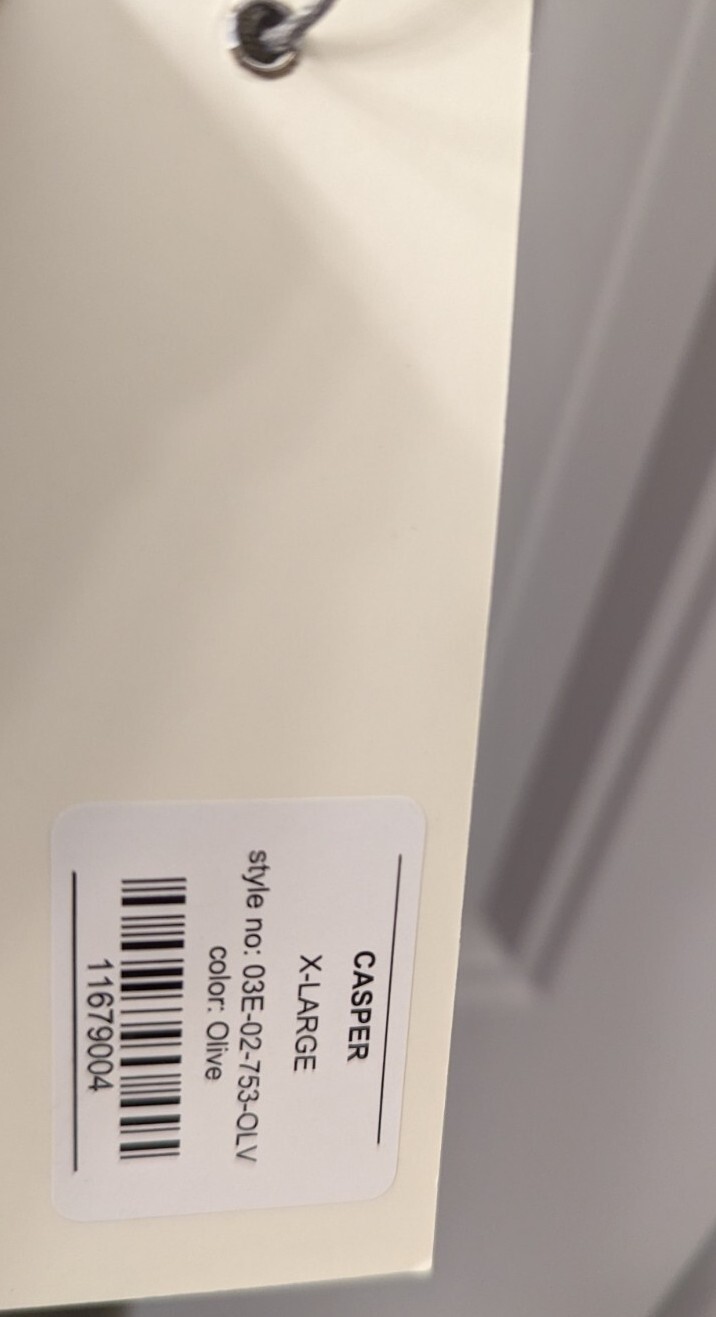 CASPER
X-LARGE
style no: 03E-02-753-OLV
color: Olive
11679004